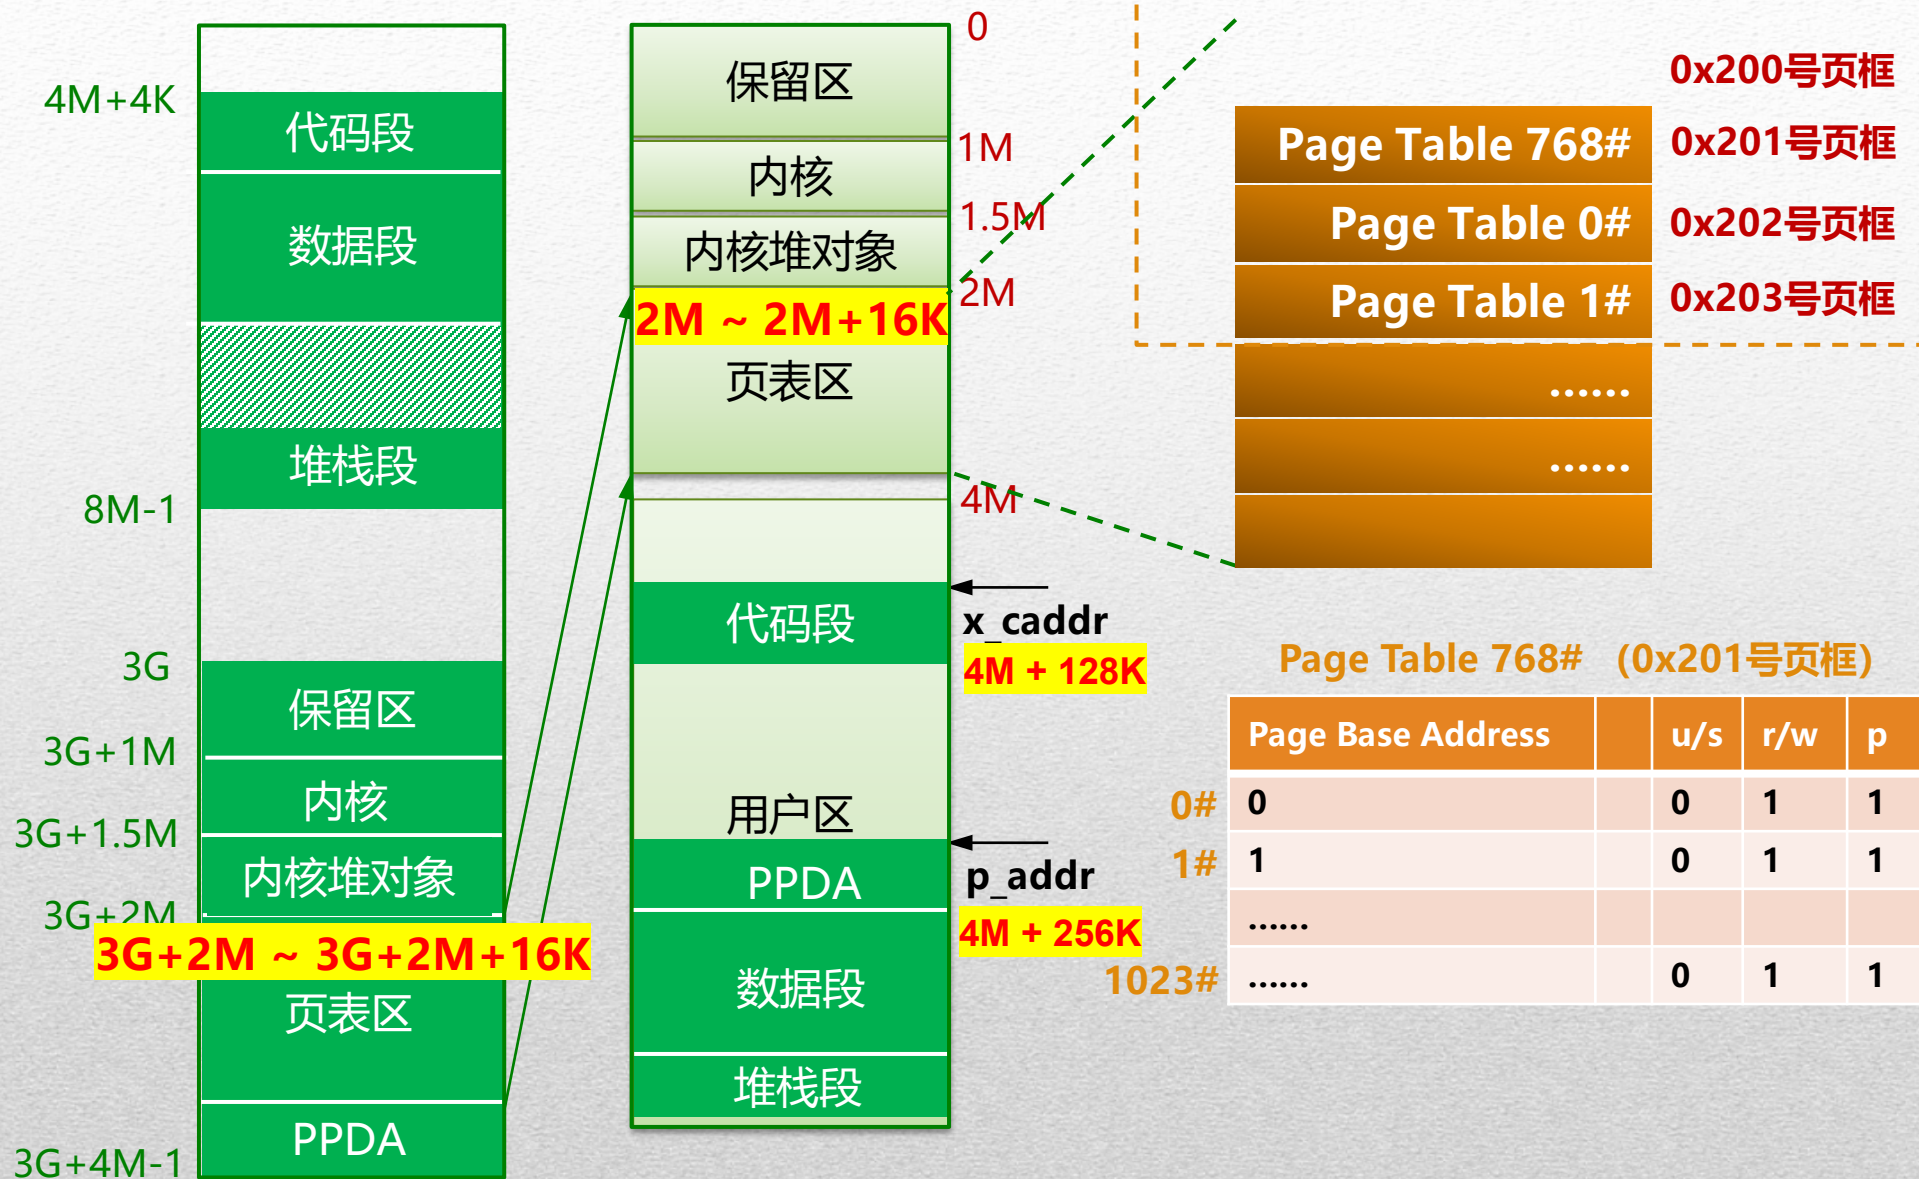 4M+4K
代码段
数据段
堆栈段
8M-1
3G
保留区
3G+1M
内核
3G+1.5M
内核堆对象
3G+2M
3G+2M ~ 3G+2M+16K
页表区
PPDA
3G+4M-1
0
保留区
1M
内核
1.5M
内核堆对象
2M
2M ~ 2M+16K
页表区
4M
代码段
x_caddr
4M + 128K
用户区
p_addr
PPDA
4M + 256K
数据段
堆栈段
0x200号页框
Page Table 768# 0x201号页框
Page Table 0# 0x202号页框
Page Table 1# 0x203号页框
......
......
Page Table 768# (0x201号页框)
Page Base Address u/s r/w p
0# 0 0 1 1
1# 1 0 1 1
......
1023# ...... 0 1 1